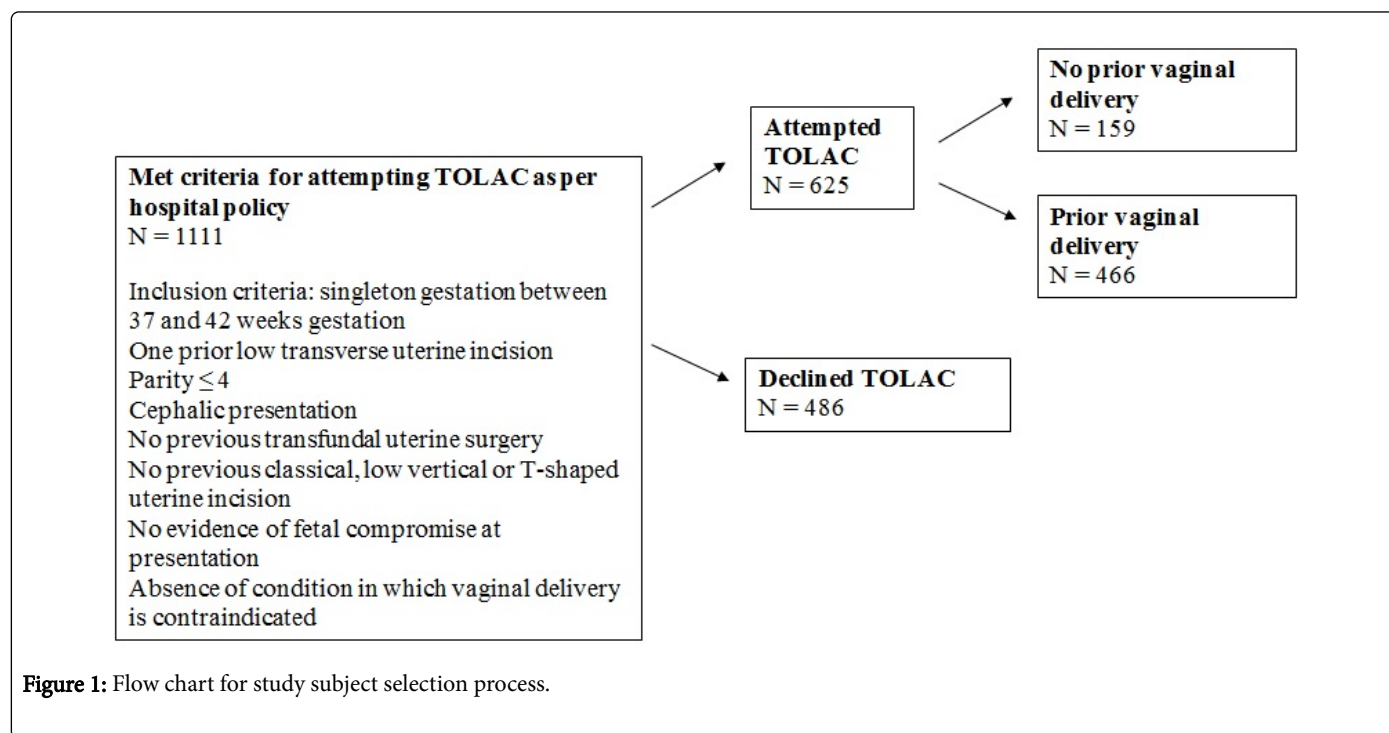 Met criteria for attempting TOLAC as per
hospital policy
N = 1111
Inclusion criteria: singleton gestation between
37 and 42 weeks gestation
One prior low transverse uterine incision
Parity ≤ 4
Cephalic presentation
No previous transfundal uterine surgery
No previous classical, low vertical or T-shaped
uterine incision
No evidence of fetal compromise at
presentation
Absence of condition in which vaginal delivery
is contraindicated
Attempted
TOLAC
N = 625
Declined TOLAC
N = 486
No prior vaginal
delivery
N = 159
Prior vaginal
delivery
N = 466
Figure 1: Flow chart for study subject selection process.